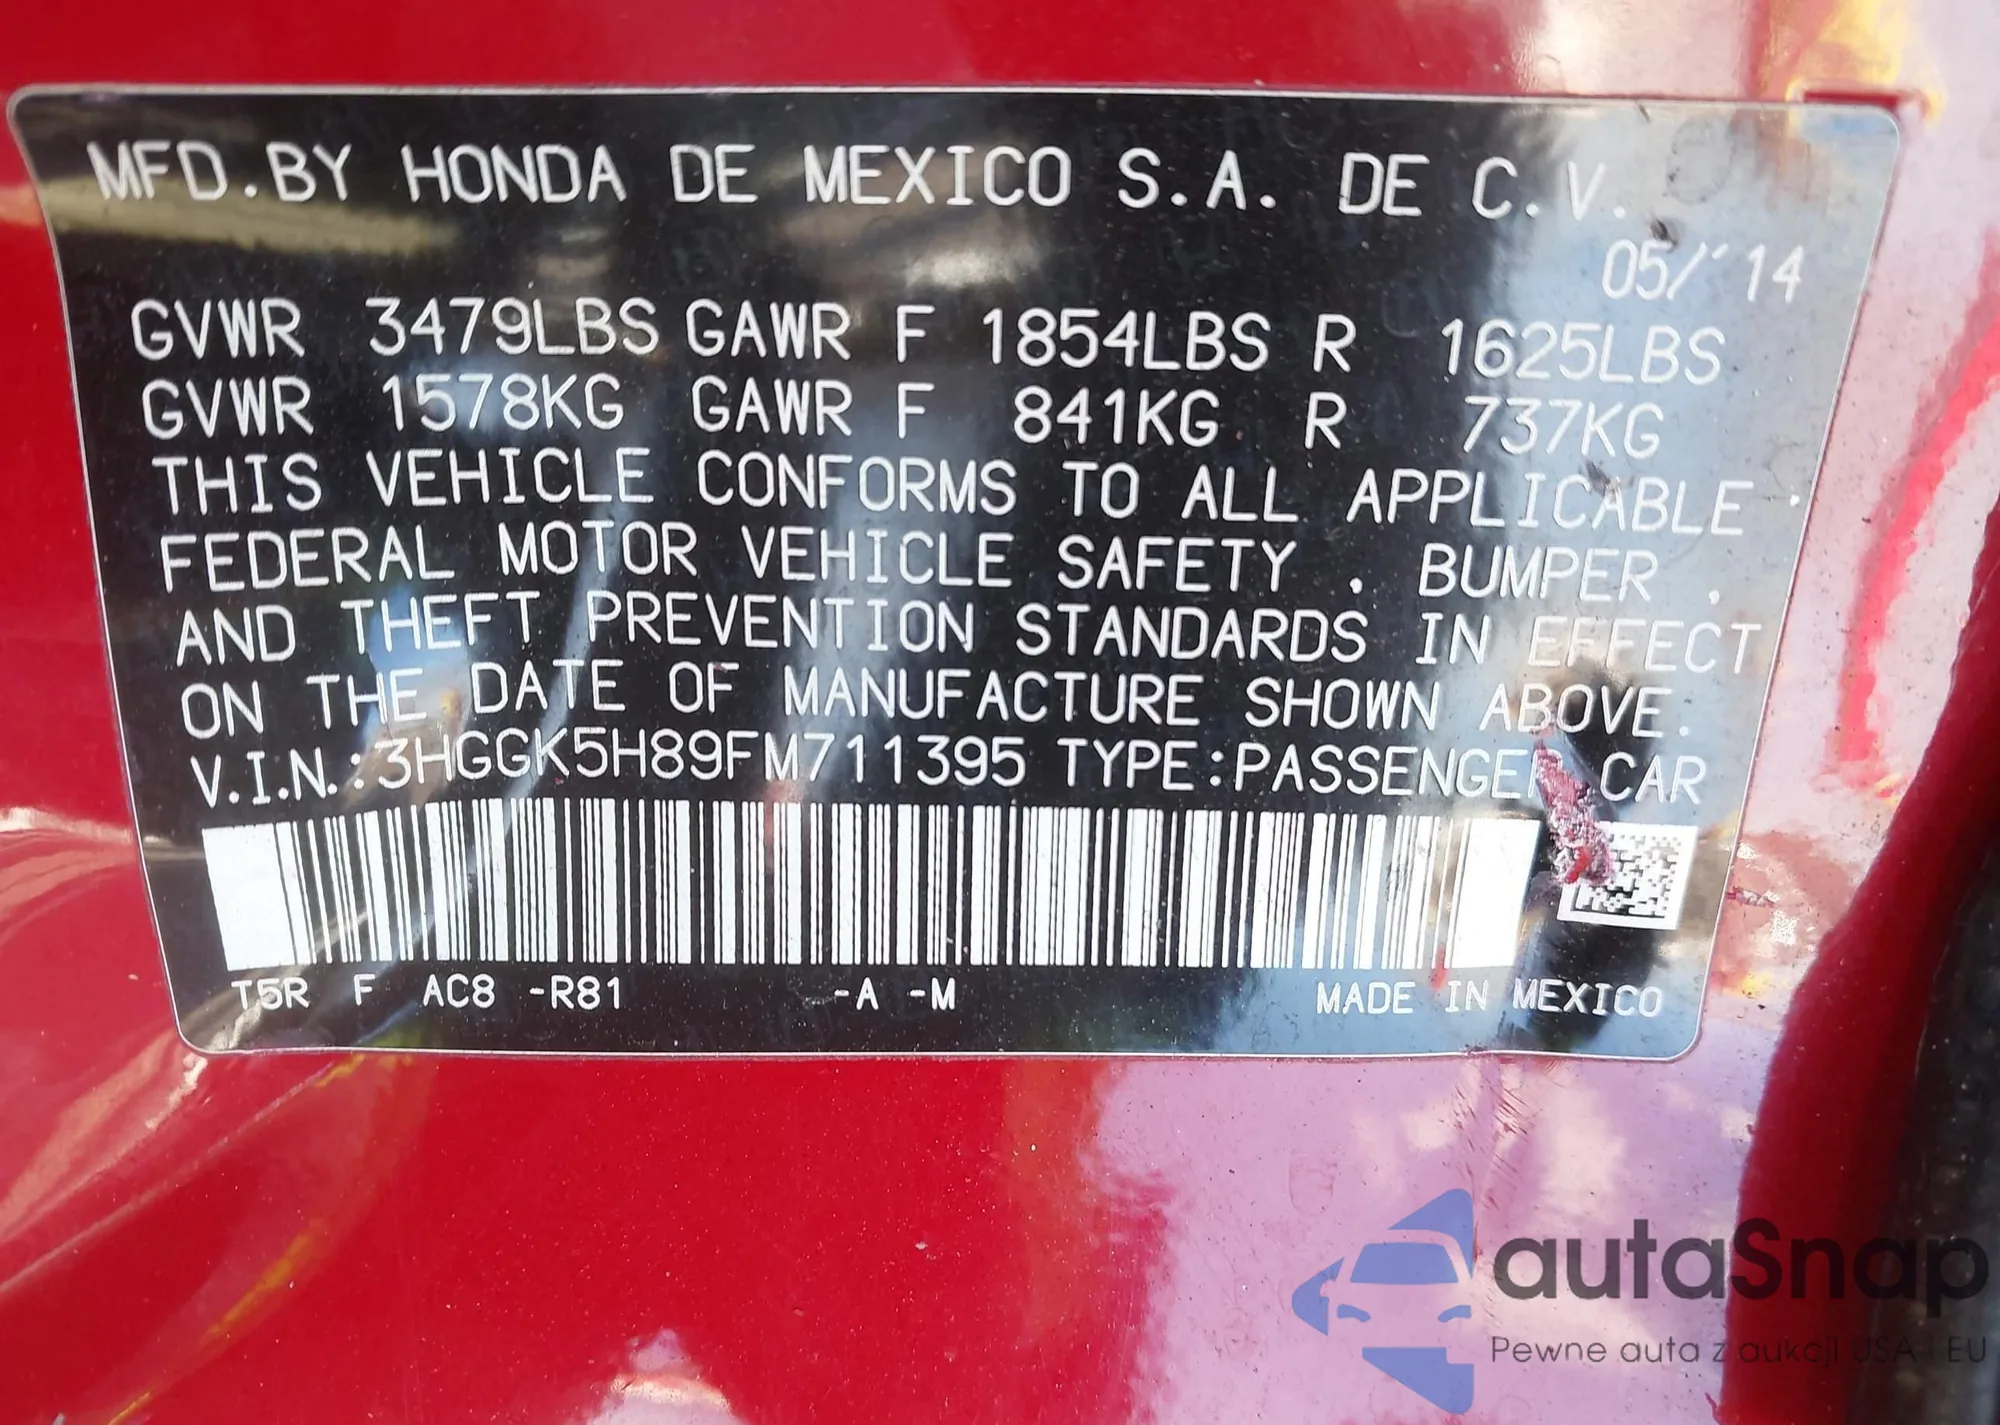 MFD.BY HONDA DE MEXICO S.A. DE C.V.
05/'14
GVWR 3479LBS GAWR F 1854LBS R 1625LBS
GVWR 1578KG GAWR F 841KG R 737KG
THIS VEHICLE CONFORMS TO ALL APPLICABLE
FEDERAL MOTOR VEHICLE SAFETY , BUMPER ,
AND THEFT PREVENTION STANDARDS IN EFFECT
ON THE DATE OF MANUFACTURE SHOWN ABOVE.
V.I.N.:3HGGK5H89FM711395 TYPE:PASSENGER CAR
T5R F AC8 -R81 -A -M MADE IN MEXICO
autaSnap
Pewne auta z aukcji USA i EU